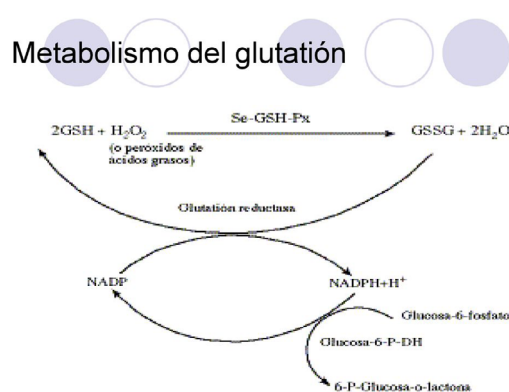 Metabolismo del glutatión
Se-GSH-Px
2GSH + H₂O₂
GSSG + 2H₂O
(o peróxidos de
ácidos grasos)
Glutatión reductasa
NADP
NADPH+H⁺
Glucosa-6-fosfato
Glucosa-6-P-DH
6-P-Glucosa-o-lactona